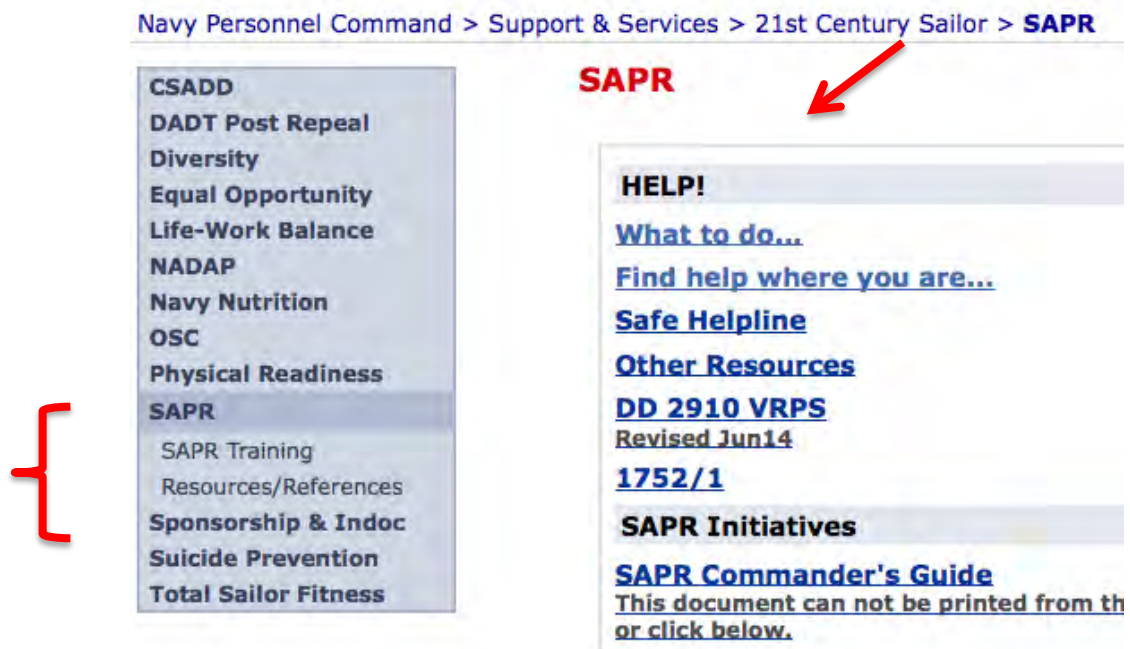 Navy Personnel Command > Support & Services > 21st Century Sailor > SAPR
CSADD
DADT Post Repeal
Diversity
Equal Opportunity
Life-Work Balance
NADAP
Navy Nutrition
OSC
Physical Readiness
SAPR
SAPR Training
Resources/References
Sponsorship & Indoc
Suicide Prevention
Total Sailor Fitness
SAPR
HELP!
What to do...
Find help where you are...
Safe Helpline
Other Resources
DD 2910 VRPS
Revised Jun14
1752/1
SAPR Initiatives
SAPR Commander's Guide
This document can not be printed from th
or click below.